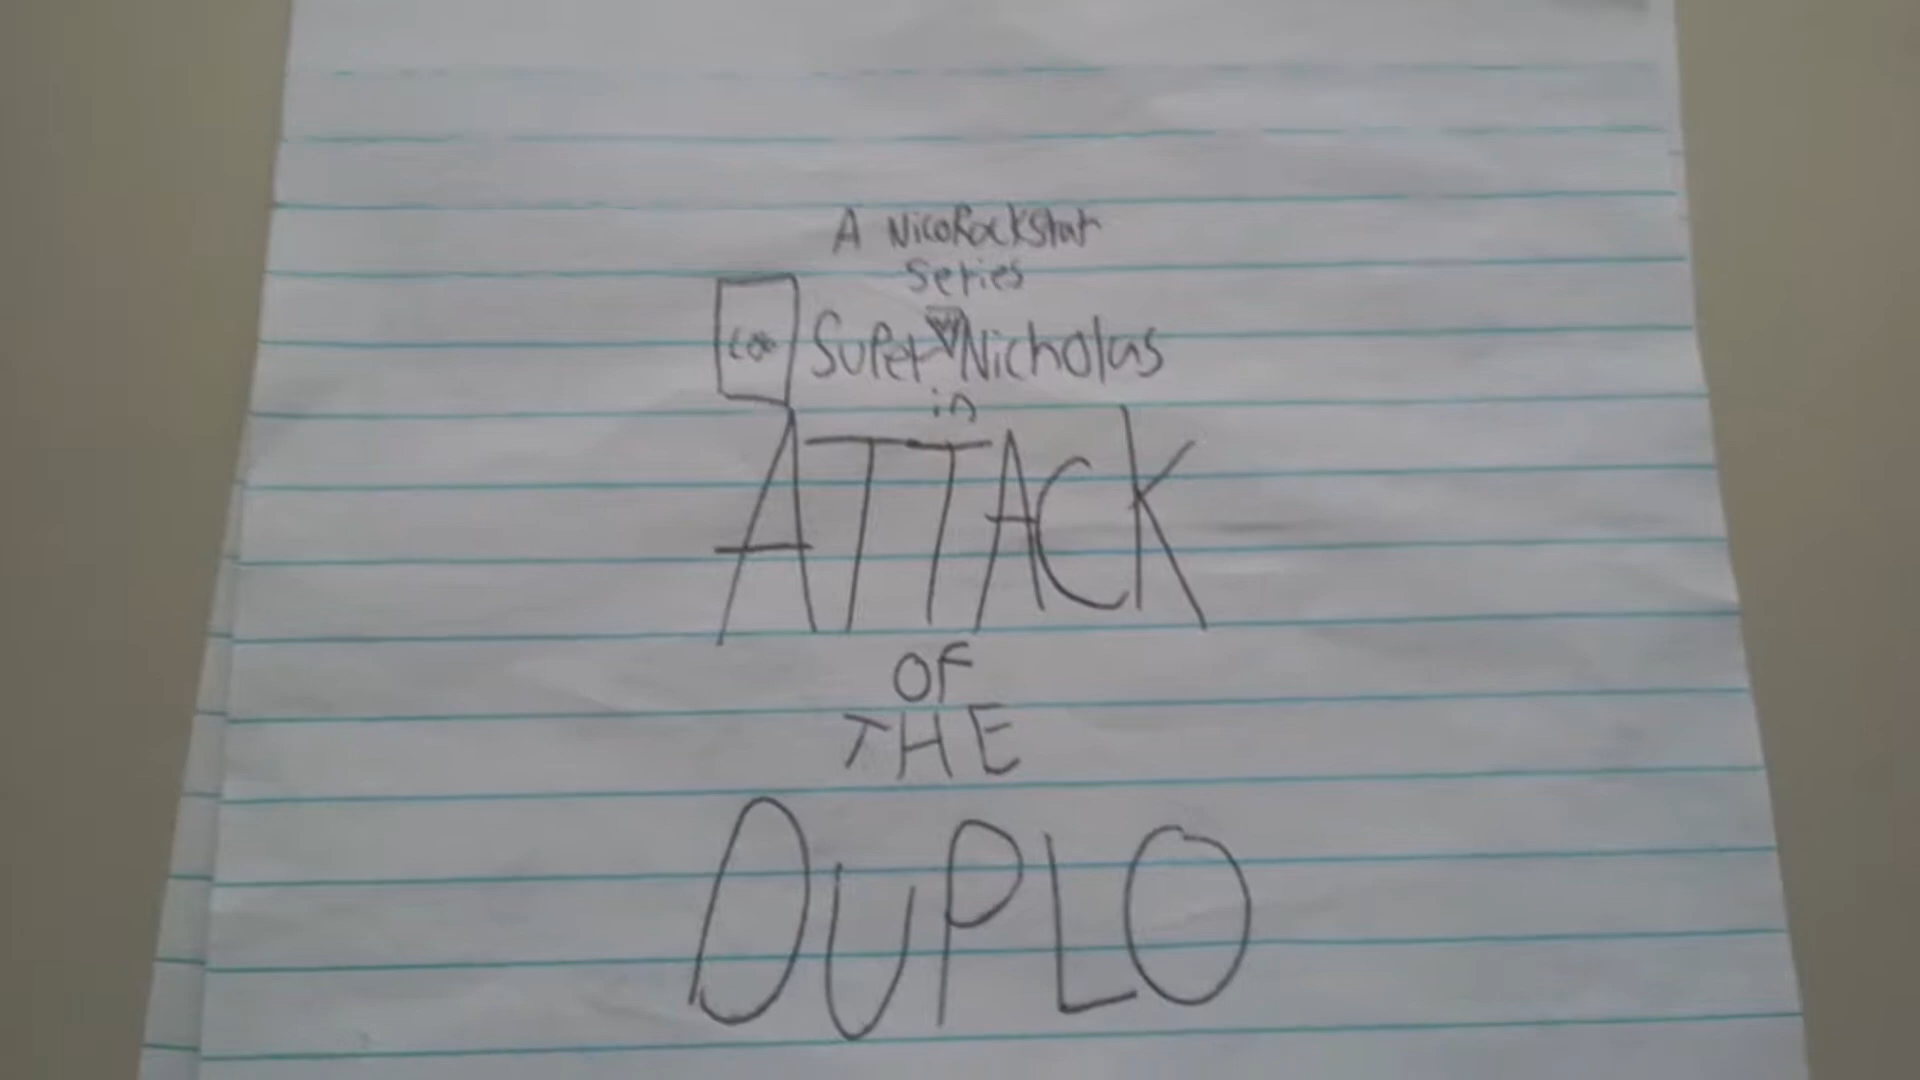 A NicoRockstar
Series
Super Nicholas
in
ATTACK
OF
THE
DUPLO